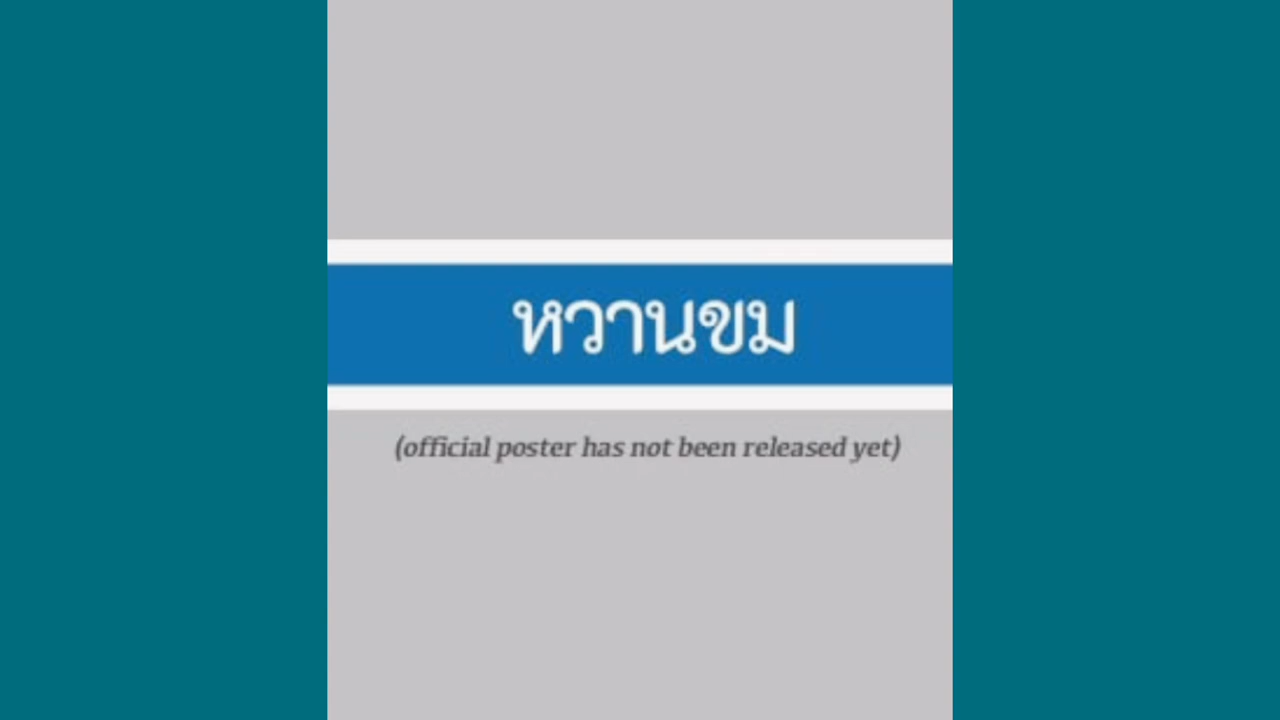 หวานขม
(official poster has not been released yet)